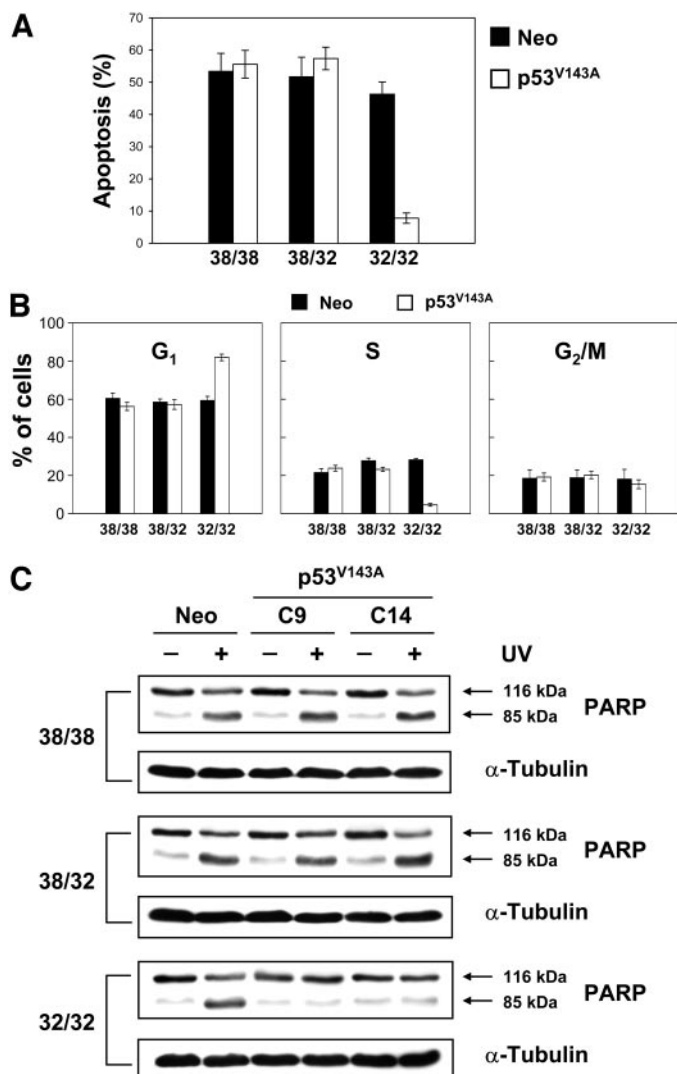 A
Apoptosis (%)
70
60
50
40
30
20
10
0
38/38 38/32 32/32
Neo
p53V143A
B
Neo p53V143A
% of cells
100
80
60
40
20
0
G1
S
G2/M
38/38 38/32 32/32
38/38 38/32 32/32
38/38 38/32 32/32
C
p53V143A
Neo C9 C14
– + – + – + UV
38/38
116 kDa
85 kDa
PARP
α-Tubulin
38/32
116 kDa
85 kDa
PARP
α-Tubulin
32/32
116 kDa
85 kDa
PARP
α-Tubulin